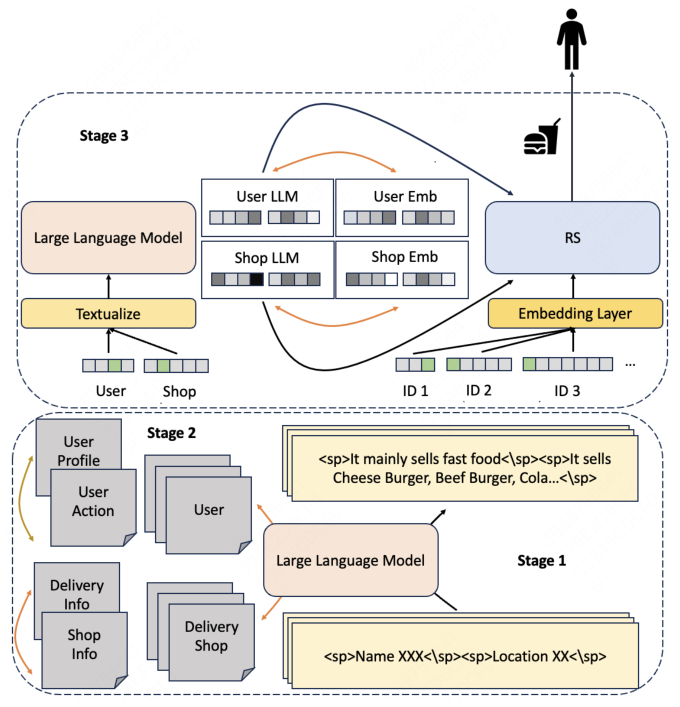 Stage 3
User LLM
User Emb
Large Language Model
RS
Shop LLM
Shop Emb
Textualize
Embedding Layer
User
Shop
ID 1
ID 2
ID 3
...
Stage 2
User
Profile
User
Action
User
<sp>It mainly sells fast food<\sp><sp>It sells
Cheese Burger, Beef Burger, Cola...<\sp>
Large Language Model
Stage 1
Delivery
Info
Shop
Info
Delivery
Shop
<sp>Name XXX<\sp><sp>Location XX<\sp>